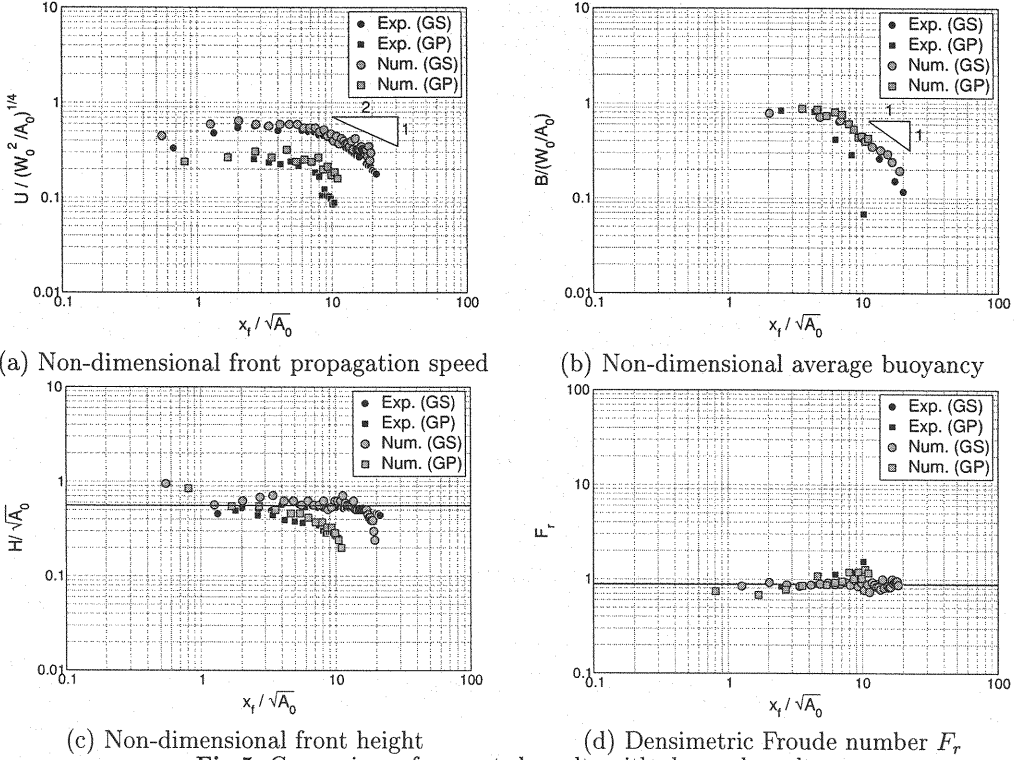 10
1
0.1
0.01
0.1
1
10
100
U / (W₀² /A₀)^1/4
x_f / √A₀
Exp. (GS)
Exp. (GP)
Num. (GS)
Num. (GP)
2
1
(a) Non-dimensional front propagation speed
10
1
0.1
0.01
0.1
1
10
100
B/(W₀/A₀)
x_f / √A₀
Exp. (GS)
Exp. (GP)
Num. (GS)
Num. (GP)
1
1
(b) Non-dimensional average buoyancy
10
1
0.1
0.01
0.1
1
10
100
H/ √A₀
x_f / √A₀
Exp. (GS)
Exp. (GP)
Num. (GS)
Num. (GP)
(c) Non-dimensional front height
100
10
1
0.1
0.1
1
10
100
F_r
x_f / √A₀
Exp. (GS)
Exp. (GP)
Num. (GS)
Num. (GP)
(d) Densimetric Froude number F_r